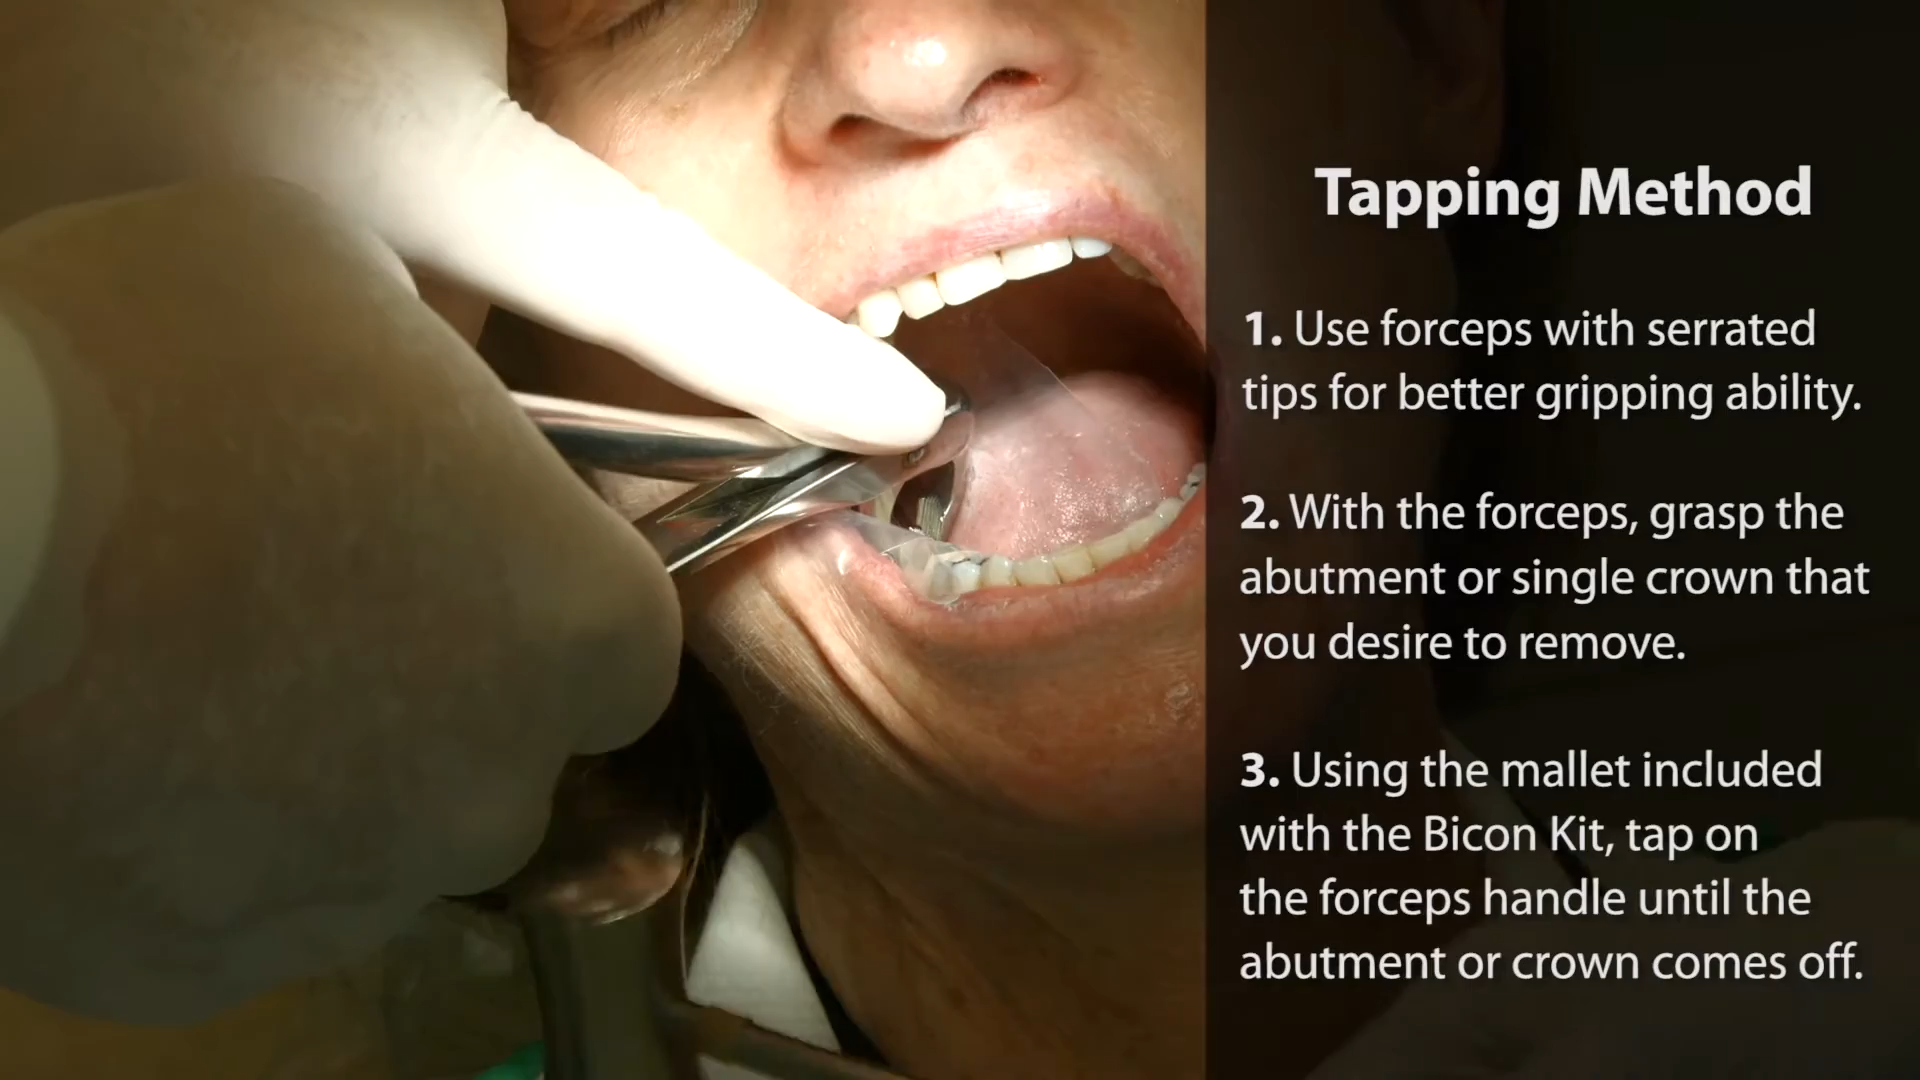 Tapping Method
1. Use forceps with serrated
tips for better gripping ability.
2. With the forceps, grasp the
abutment or single crown that
you desire to remove.
3. Using the mallet included
with the Bicon Kit, tap on
the forceps handle until the
abutment or crown comes off.